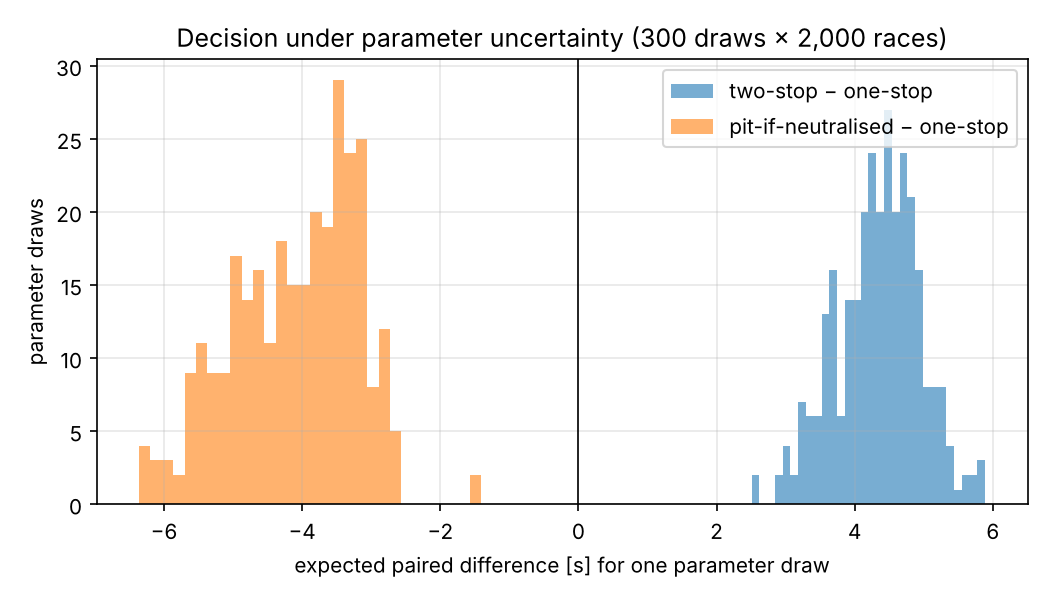 Decision under parameter uncertainty (300 draws × 2,000 races)
two-stop − one-stop
pit-if-neutralised − one-stop
parameter draws
30
25
20
15
10
5
0
−6
−4
−2
0
2
4
6
expected paired difference [s] for one parameter draw